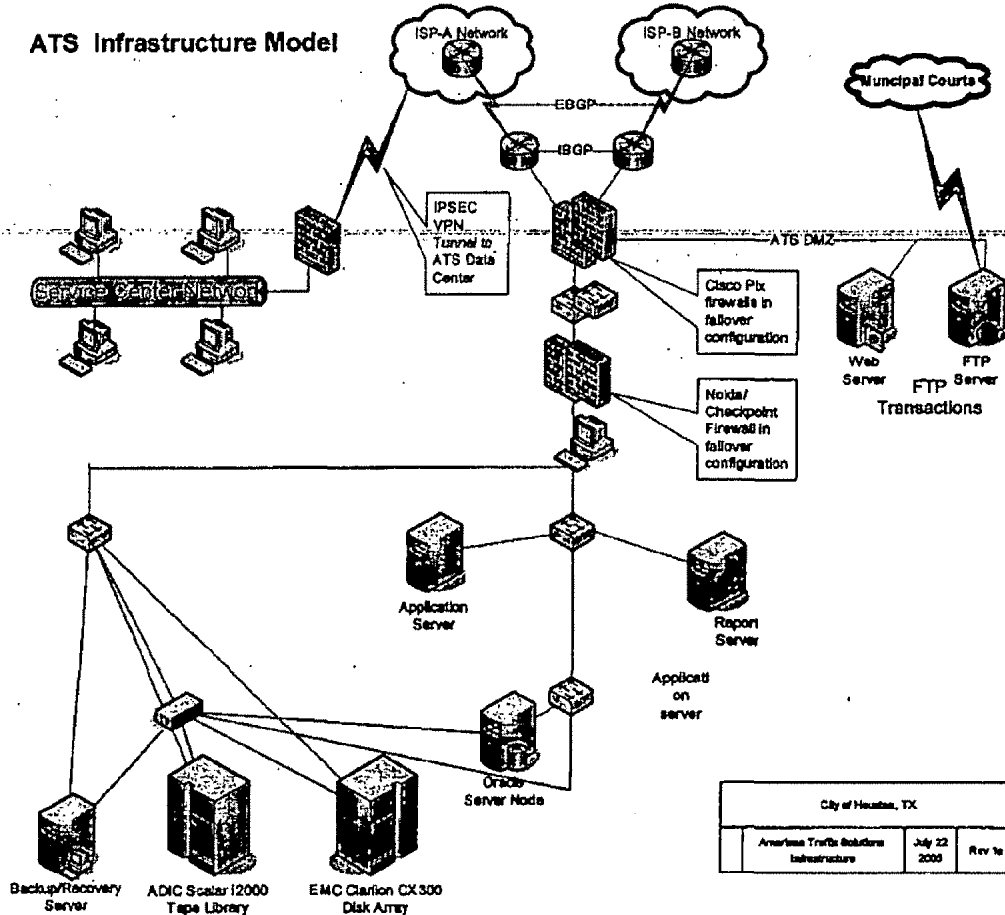 ATS Infrastructure Model
ISP-A Network
ISP-B Network
Muncipal Courts
EBGP
IBGP
IPSEC
VPN
Tunnel to
ATS Data
Center
ATS DMZ
Service Center Network
Cisco Pix
firewalls in
failover
configuration
Web
Server
FTP
Server
FTP
Transactions
Nokia/
Checkpoint
Firewall in
failover
configuration
Application
Server
Report
Server
Applicati
on
server
Oracle
Server Node
Backup/Recovery
Server
ADIC Scalar i2000
Tape Library
EMC Clariion CX300
Disk Array
City of Houston, TX
American Traffic Solutions
Infrastructure
July 22
Rev 1a